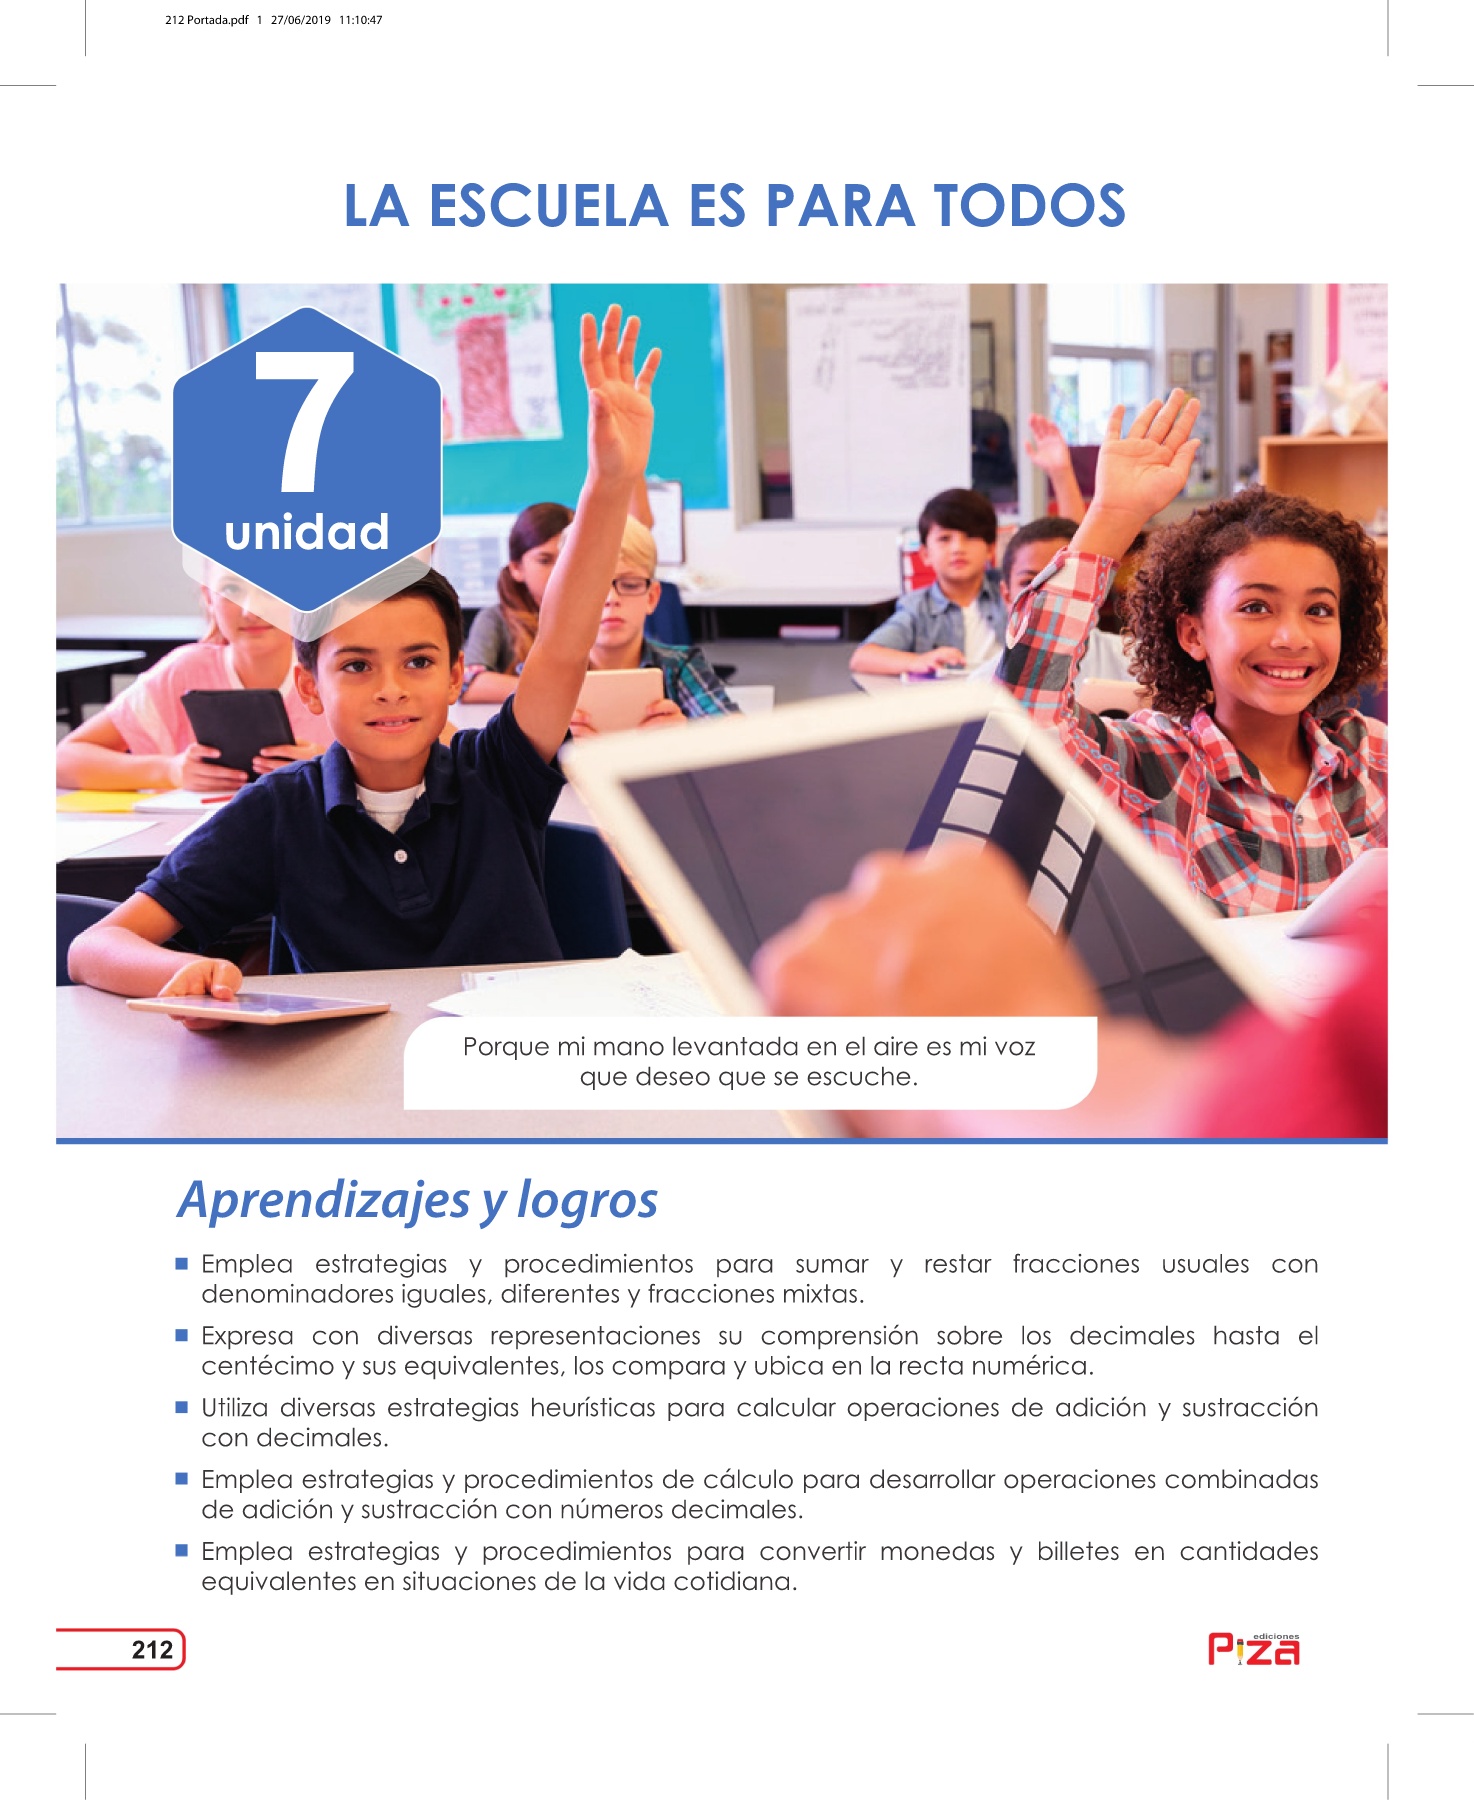 212 Portada.pdf 1 27/06/2019 11:10:47
LA ESCUELA ES PARA TODOS
7
unidad
Porque mi mano levantada en el aire es mi voz
que deseo que se escuche.
Aprendizajes y logros
Emplea estrategias y procedimientos para sumar y restar fracciones usuales con
denominadores iguales, diferentes y fracciones mixtas.
Expresa con diversas representaciones su comprensión sobre los decimales hasta el
centécimo y sus equivalentes, los compara y ubica en la recta numérica.
Utiliza diversas estrategias heurísticas para calcular operaciones de adición y sustracción
con decimales.
Emplea estrategias y procedimientos de cálculo para desarrollar operaciones combinadas
de adición y sustracción con números decimales.
Emplea estrategias y procedimientos para convertir monedas y billetes en cantidades
equivalentes en situaciones de la vida cotidiana.
212
ediciones
Piza